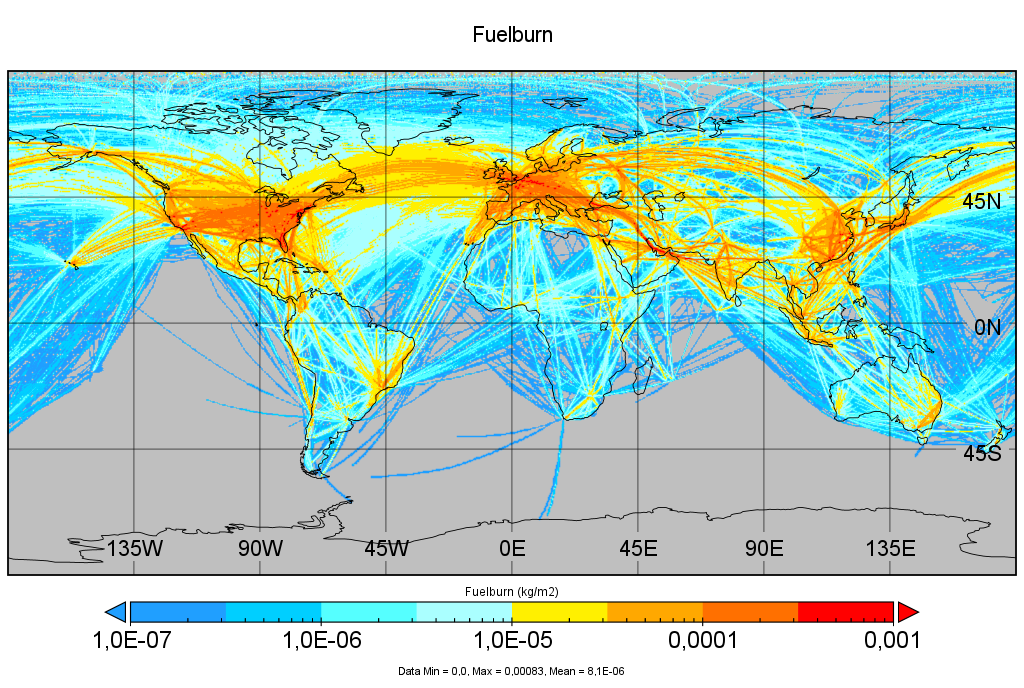 Fuelburn
45N
0N
45S
135W 90W 45W 0E 45E 90E 135E
Fuelburn (kg/m2)
1,0E-07 1,0E-06 1,0E-05 0,0001 0,001
Data Min = 0,0, Max = 0,00083, Mean = 8,1E-06